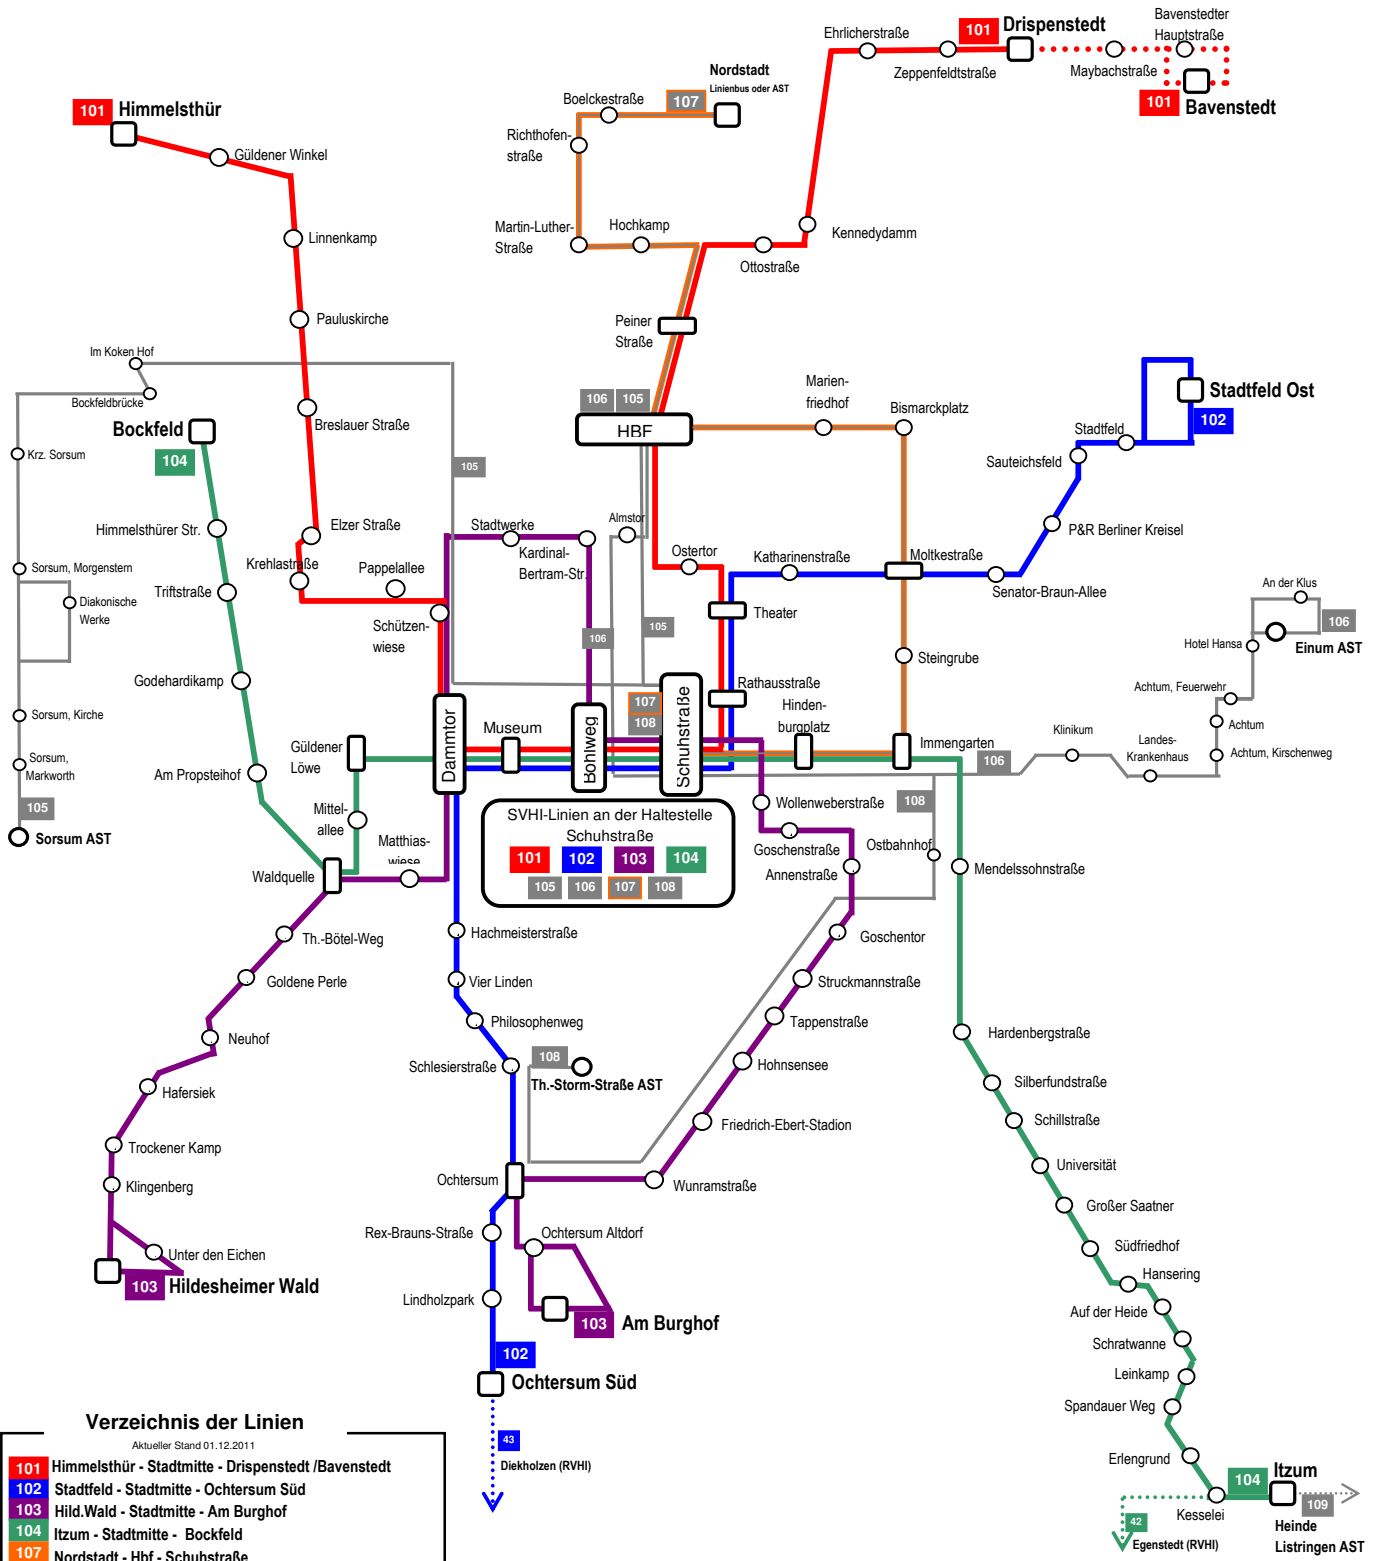 101 Drispenstedt
Bavenstedter
Hauptstraße
Ehrlicherstraße
Zeppenfeldtstraße
Maybachstraße
101 Bavenstedt
Nordstadt
Linienbus oder AST
107
Boelckestraße
Richthofen-
straße
Martin-Luther-
Straße
Hochkamp
Ottostraße
Kennedydamm
101 Himmelsthür
Güldener Winkel
Linnenkamp
Pauluskirche
Breslauer Straße
Elzer Straße
Krehlastraße
Pappelallee
Schützen-
wiese
Peiner
Straße
106 105
HBF
Marien-
friedhof
Bismarckplatz
Stadtfeld Ost
102
Stadtfeld
Sauteichsfeld
P&R Berliner Kreisel
Senator-Braun-Allee
Moltkestraße
Katharinenstraße
Im Koken Hof
Bockfeldbrücke
Krz. Sorsum
Sorsum, Morgenstern
Diakonische
Werke
Sorsum, Kirche
Sorsum,
Markworth
105
Sorsum AST
Bockfeld
104
Himmelsthürer Str.
Triftstraße
Godehardikamp
Am Propsteihof
Waldquelle
105
Stadtwerke
Kardinal-
Bertram-Str.
Almstor
Ostertor
106
105
Theater
Rathausstraße
Hinden-
burgplatz
Steingrube
Immengarten
106
Klinikum
Landes-
Krankenhaus
Achtum, Kirschenweg
Achtum
Achtum, Feuerwehr
Hotel Hansa
An der Klus
106
Einum AST
Güldener
Löwe
Mittel-
allee
Matthias-
wiese
Dammtor
Museum
Bohlweg
107
108
Schuhstraße
SVHI-Linien an der Haltestelle
Schuhstraße
101 102 103 104
105 106 107 108
Wollenweberstraße
Goschenstraße
Annenstraße
108
Ostbahnhof
Goschentor
Struckmannstraße
Tappenstraße
Hohnsensee
Friedrich-Ebert-Stadion
Wunramstraße
Mendelssohnstraße
Hardenbergstraße
Silberfundstraße
Schillstraße
Universität
Großer Saatner
Südfriedhof
Hansering
Auf der Heide
Schratwanne
Leinkamp
Spandauer Weg
Erlengrund
Kesselei
104
Itzum
109
Heinde
Listringen AST
42
Egenstedt (RVHI)
Th.-Bötel-Weg
Goldene Perle
Neuhof
Hafersiek
Trockener Kamp
Klingenberg
Unter den Eichen
103 Hildesheimer Wald
Hachmeisterstraße
Vier Linden
Philosophenweg
Schlesierstraße
108
Th.-Storm-Straße AST
Ochtersum
Rex-Brauns-Straße
Ochtersum Altdorf
Lindholzpark
103 Am Burghof
102
Ochtersum Süd
43
Diekholzen (RVHI)
Verzeichnis der Linien
Aktueller Stand 01.12.2011
101 Himmelsthür - Stadtmitte - Drispenstedt /Bavenstedt
102 Stadtfeld - Stadtmitte - Ochtersum Süd
103 Hild.Wald - Stadtmitte - Am Burghof
104 Itzum - Stadtmitte - Bockfeld
107 Nordstadt - Hbf - Schuhstraße